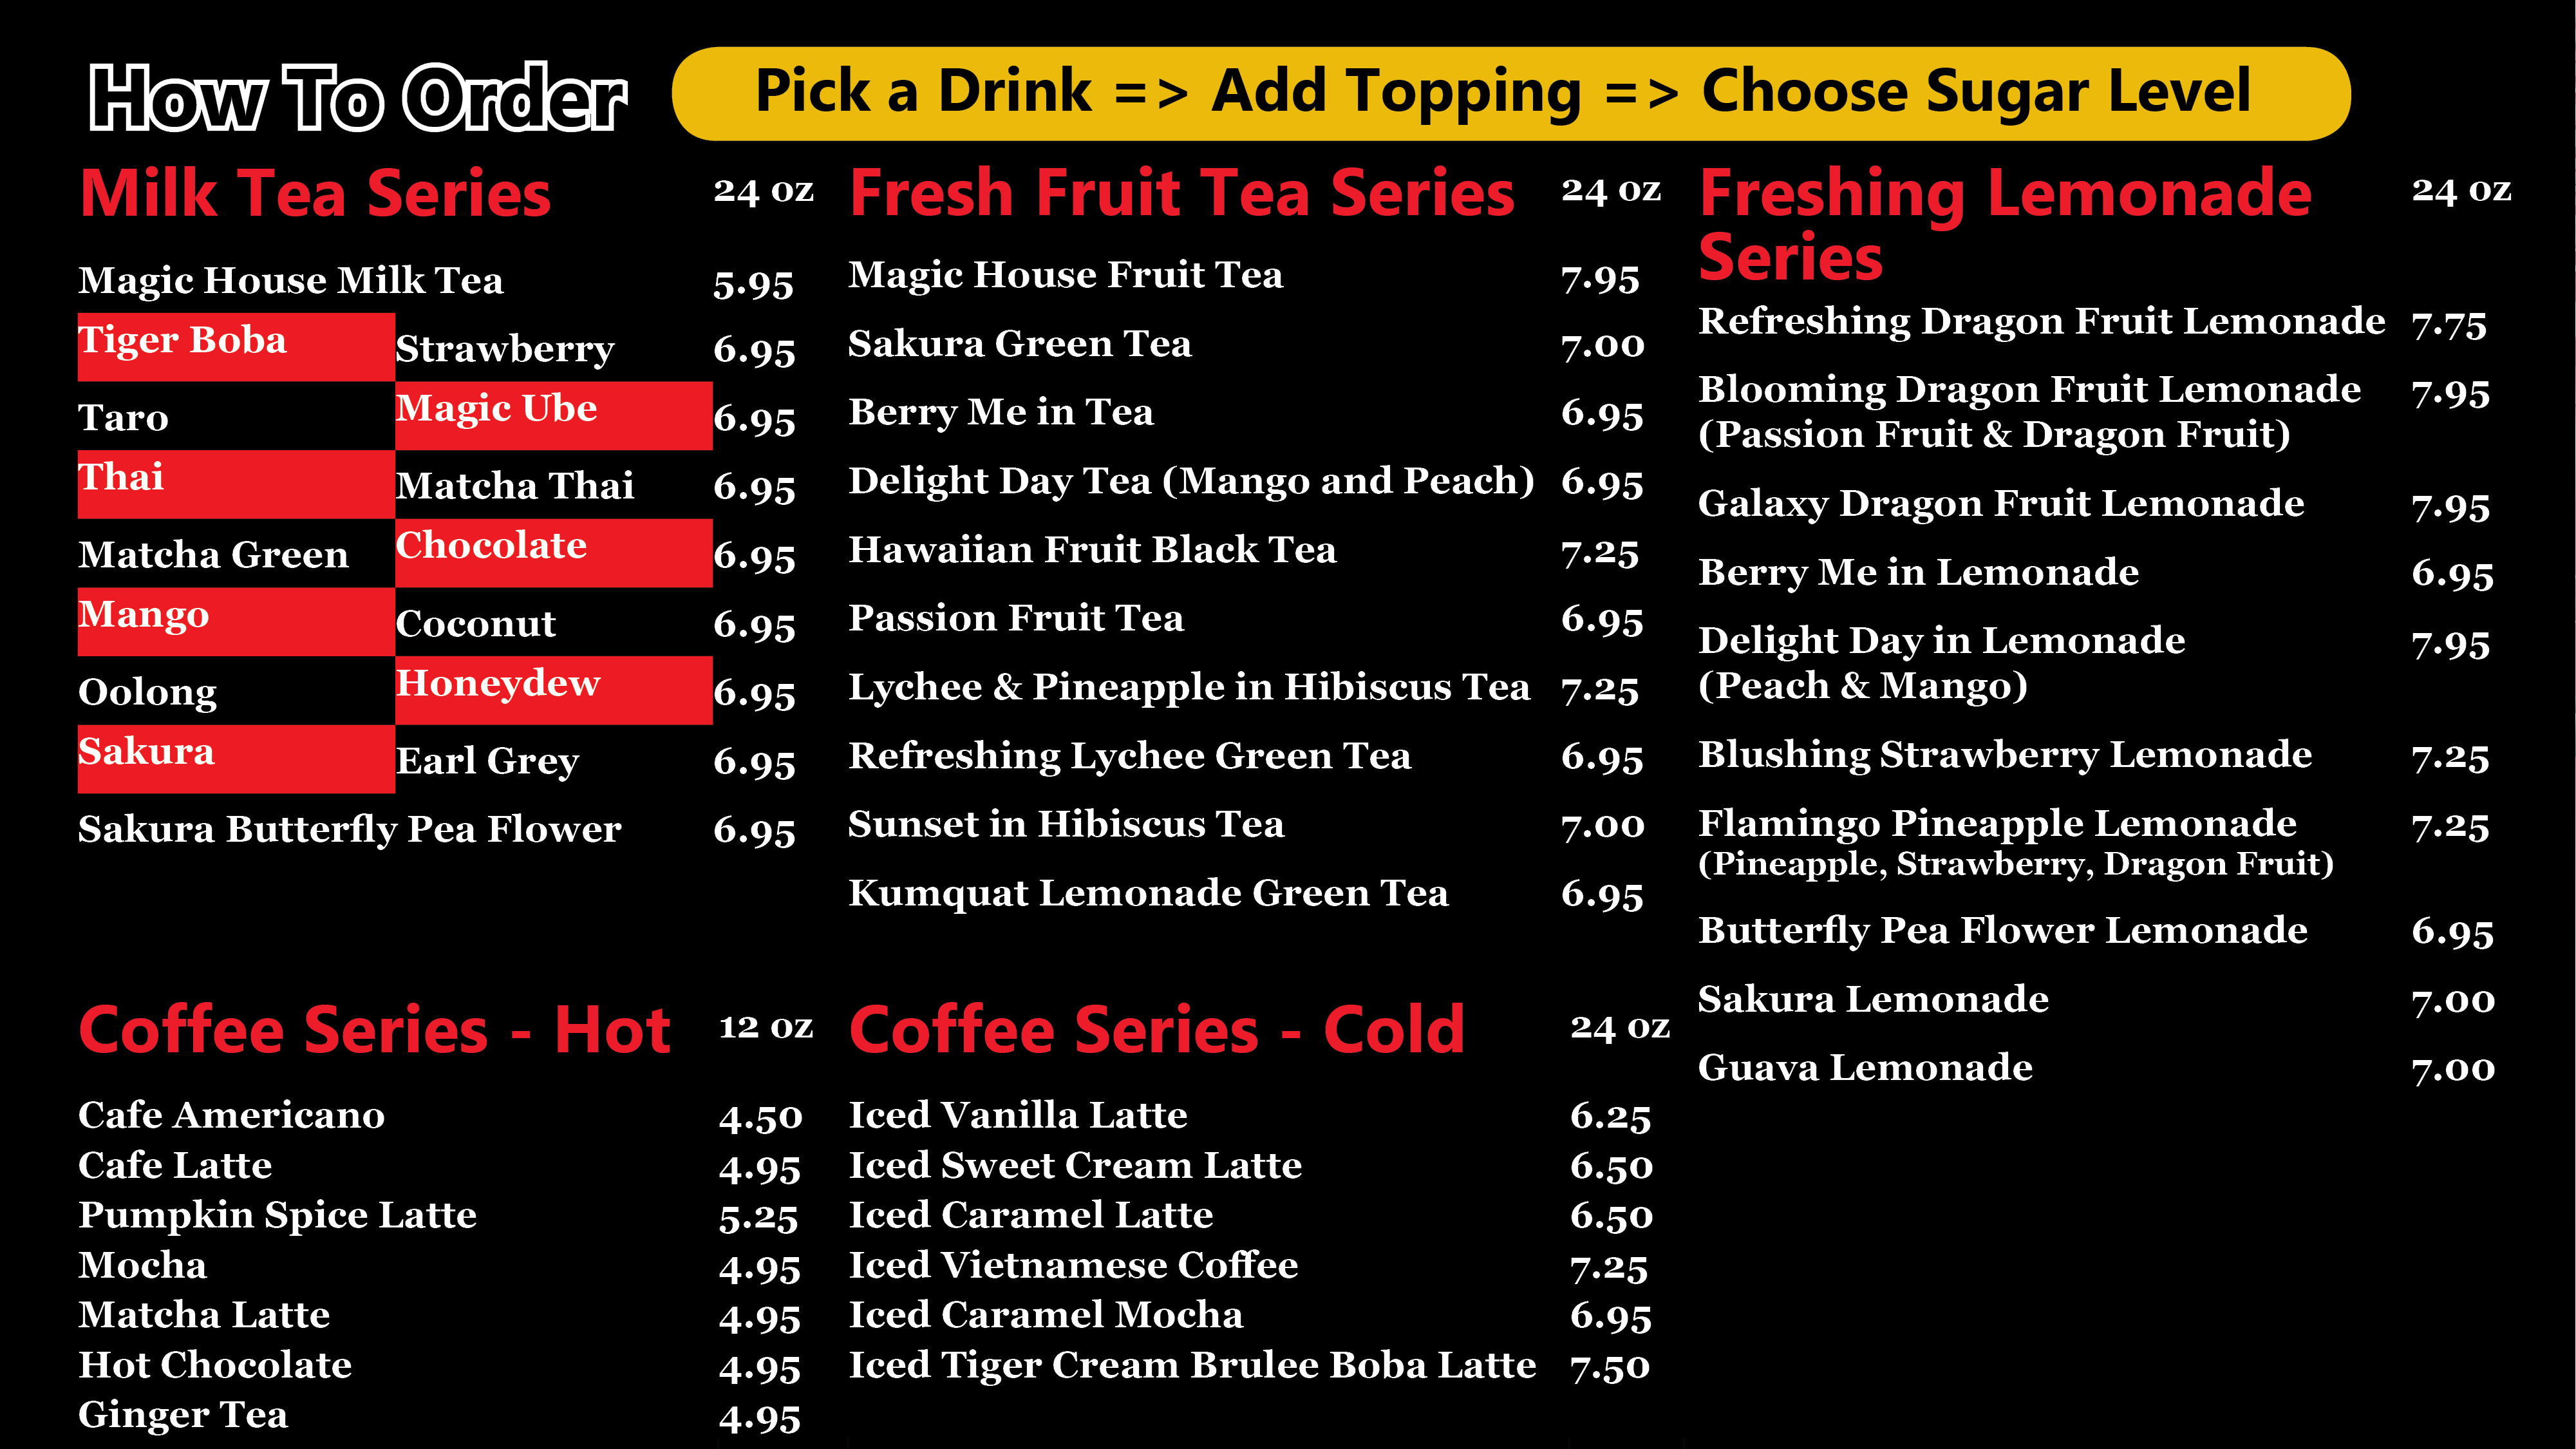 How To Order
Pick a Drink => Add Topping => Choose Sugar Level
Milk Tea Series 24 oz
Magic House Milk Tea 5.95
Tiger Boba Strawberry 6.95
Taro Magic Ube 6.95
Thai Matcha Thai 6.95
Matcha Green Chocolate 6.95
Mango Coconut 6.95
Oolong Honeydew 6.95
Sakura Earl Grey 6.95
Sakura Butterfly Pea Flower 6.95
Fresh Fruit Tea Series 24 oz
Magic House Fruit Tea 7.95
Sakura Green Tea 7.00
Berry Me in Tea 6.95
Delight Day Tea (Mango and Peach) 6.95
Hawaiian Fruit Black Tea 7.25
Passion Fruit Tea 6.95
Lychee & Pineapple in Hibiscus Tea 7.25
Refreshing Lychee Green Tea 6.95
Sunset in Hibiscus Tea 7.00
Kumquat Lemonade Green Tea 6.95
Freshing Lemonade 24 oz
Series
Refreshing Dragon Fruit Lemonade 7.75
Blooming Dragon Fruit Lemonade 7.95
(Passion Fruit & Dragon Fruit)
Galaxy Dragon Fruit Lemonade 7.95
Berry Me in Lemonade 6.95
Delight Day in Lemonade 7.95
(Peach & Mango)
Blushing Strawberry Lemonade 7.25
Flamingo Pineapple Lemonade 7.25
(Pineapple, Strawberry, Dragon Fruit)
Butterfly Pea Flower Lemonade 6.95
Sakura Lemonade 7.00
Guava Lemonade 7.00
Coffee Series - Hot 12 oz
Cafe Americano 4.50
Cafe Latte 4.95
Pumpkin Spice Latte 5.25
Mocha 4.95
Matcha Latte 4.95
Hot Chocolate 4.95
Ginger Tea 4.95
Coffee Series - Cold 24 oz
Iced Vanilla Latte 6.25
Iced Sweet Cream Latte 6.50
Iced Caramel Latte 6.50
Iced Vietnamese Coffee 7.25
Iced Caramel Mocha 6.95
Iced Tiger Cream Brulee Boba Latte 7.50